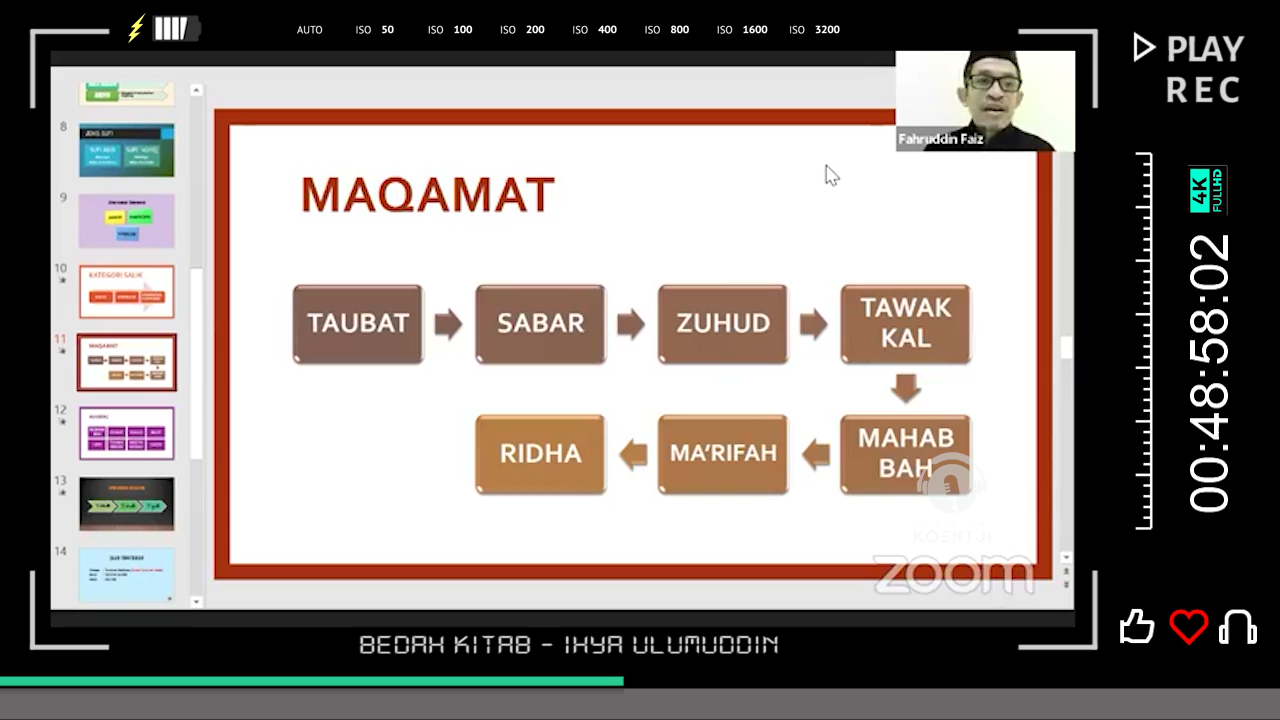 AUTO ISO 50 ISO 100 ISO 200 ISO 400 ISO 800 ISO 1600 ISO 3200
PLAY
REC
4K
FULLHD
00:48:58:02
Fahruddin Faiz
MAQAMAT
TAUBAT
SABAR
ZUHUD
TAWAK
KAL
MAHAB
BAH
MA'RIFAH
RIDHA
KOENTJI
zoom
8
9
10
KATEGORI SALIK
11
MAQAMAT
12
13
14
BEDAH KITAB - IHYA ULUMUDDIN